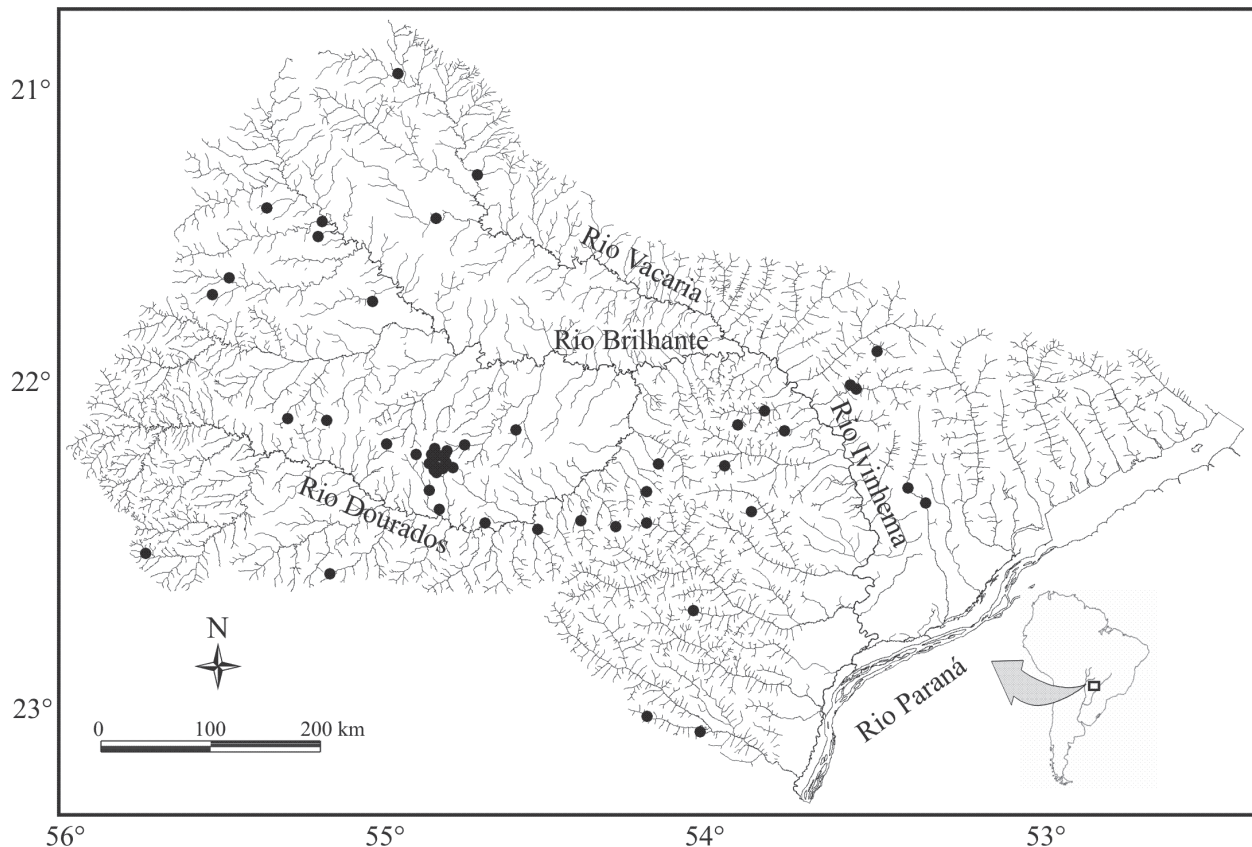 21°
22°
23°
Rio Vacaria
Rio Brilhante
Rio Ivinhema
Rio Dourados
Rio Paraná
N
0 100 200 km
56° 55° 54° 53°